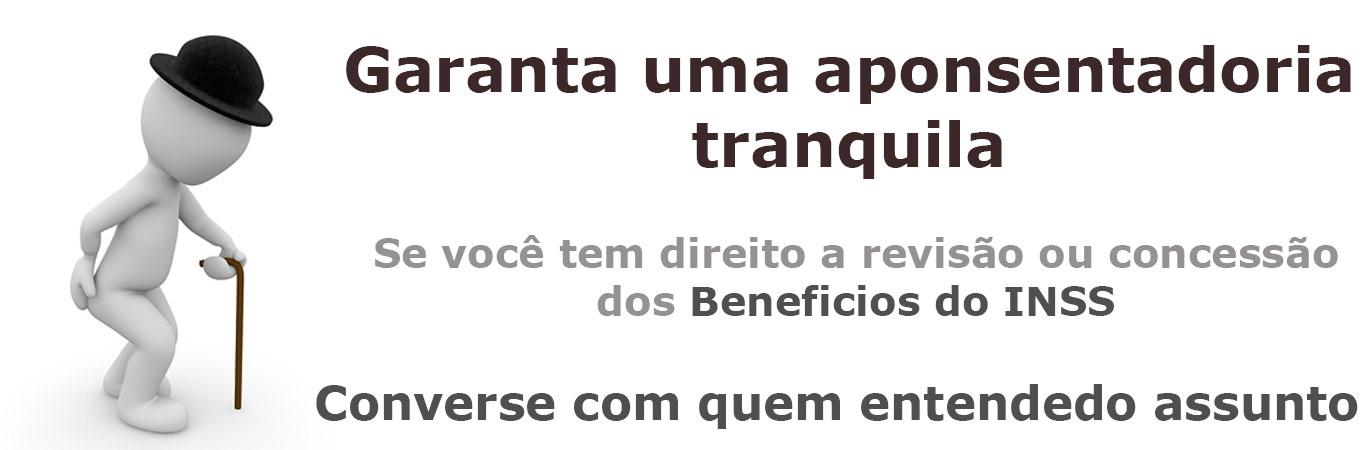 Garanta uma aponsentadoria
tranquila
Se você tem direito a revisão ou concessão
dos Beneficios do INSS
Converse com quem entendedo assunto